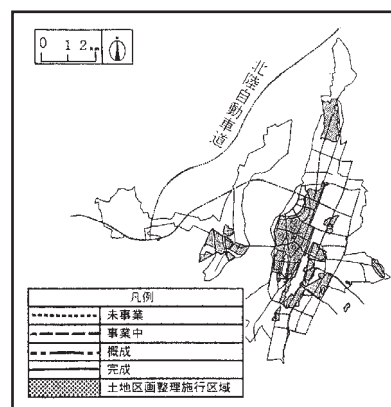 0 1 2km
北陸自動車道
凡例
未事業
事業中
概成
完成
土地区画整理施行区域